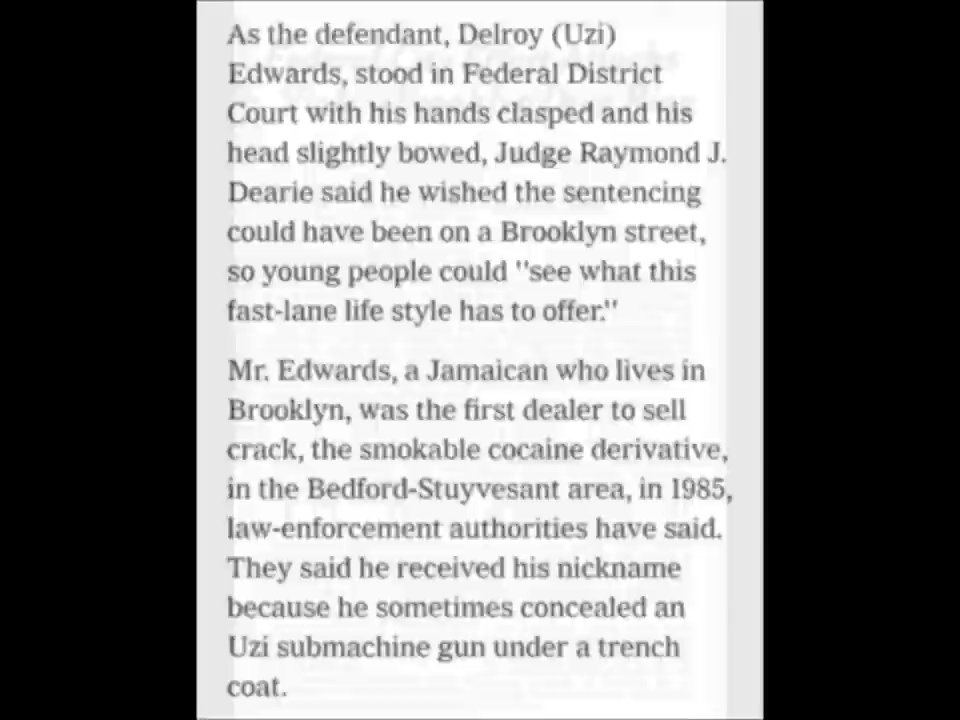 As the defendant, Delroy (Uzi)
Edwards, stood in Federal District
Court with his hands clasped and his
head slightly bowed, Judge Raymond J.
Dearie said he wished the sentencing
could have been on a Brooklyn street,
so young people could "see what this
fast-lane life style has to offer."
Mr. Edwards, a Jamaican who lives in
Brooklyn, was the first dealer to sell
crack, the smokable cocaine derivative,
in the Bedford-Stuyvesant area, in 1985,
law-enforcement authorities have said.
They said he received his nickname
because he sometimes concealed an
Uzi submachine gun under a trench
coat.